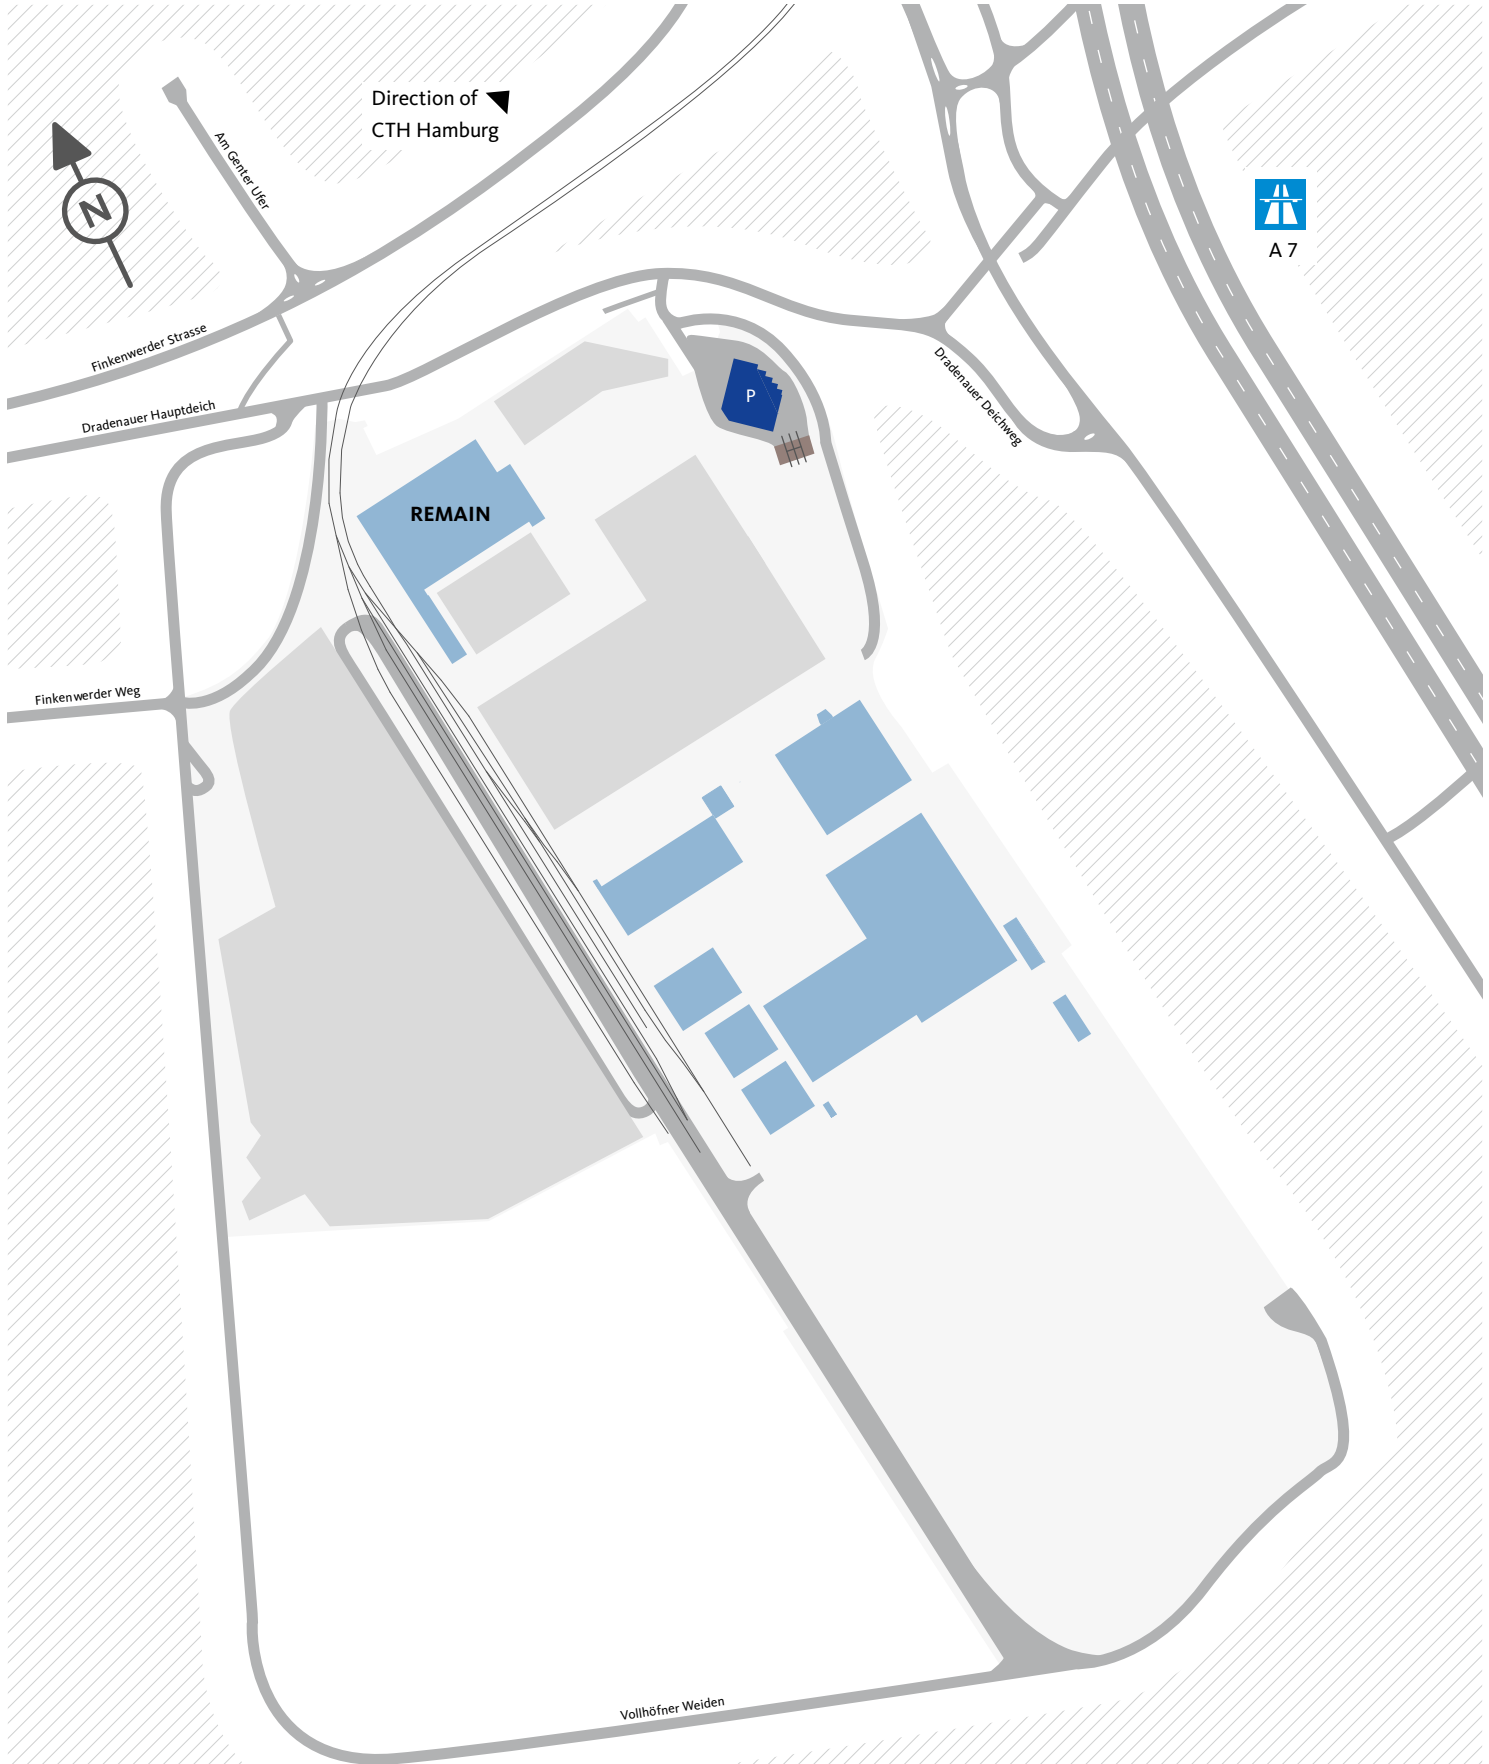 Direction of
CTH Hamburg
Am Genter Ufer
N
A 7
Finkenwerder Strasse
Dradenauer Hauptdeich
Dradenauer Deichweg
P
REMAIN
Finkenwerder Weg
Vollhöfner Weiden